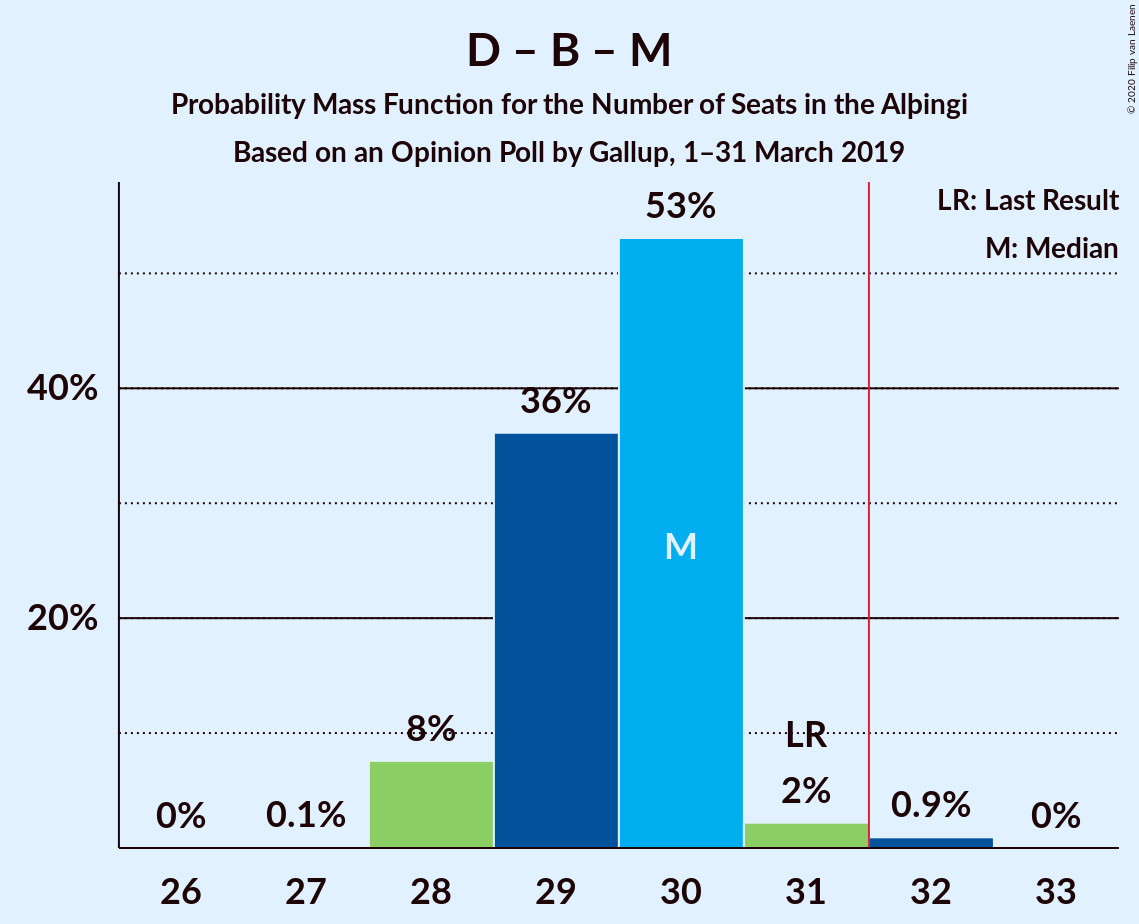 D – B – M
Probability Mass Function for the Number of Seats in the Alþingi
Based on an Opinion Poll by Gallup, 1–31 March 2019
© 2020 Filip van Laenen
LR: Last Result
M: Median
53%
40%
36%
M
20%
8%
LR
2%
0%
0.1%
0.9%
0%
26 27 28 29 30 31 32 33